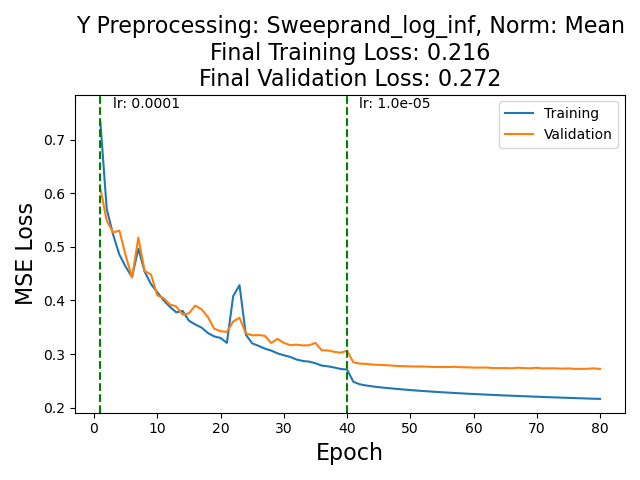 Y Preprocessing: Sweeprand_log_inf, Norm: Mean
Final Training Loss: 0.216
Final Validation Loss: 0.272
lr: 0.0001
lr: 1.0e-05
Training
Validation
MSE Loss
0.7
0.6
0.5
0.4
0.3
0.2
0 10 20 30 40 50 60 70 80
Epoch